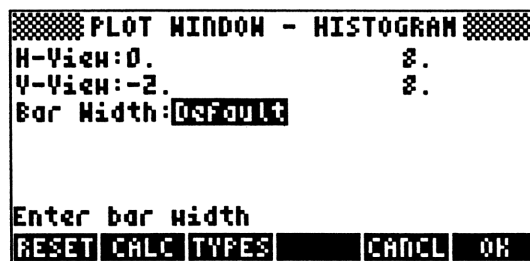 PLOT WINDOW - HISTOGRAM
H-View:0. 8.
V-View:-2. 8.
Bar Width:Default
Enter bar width
RESET CALC TYPES CANCL OK